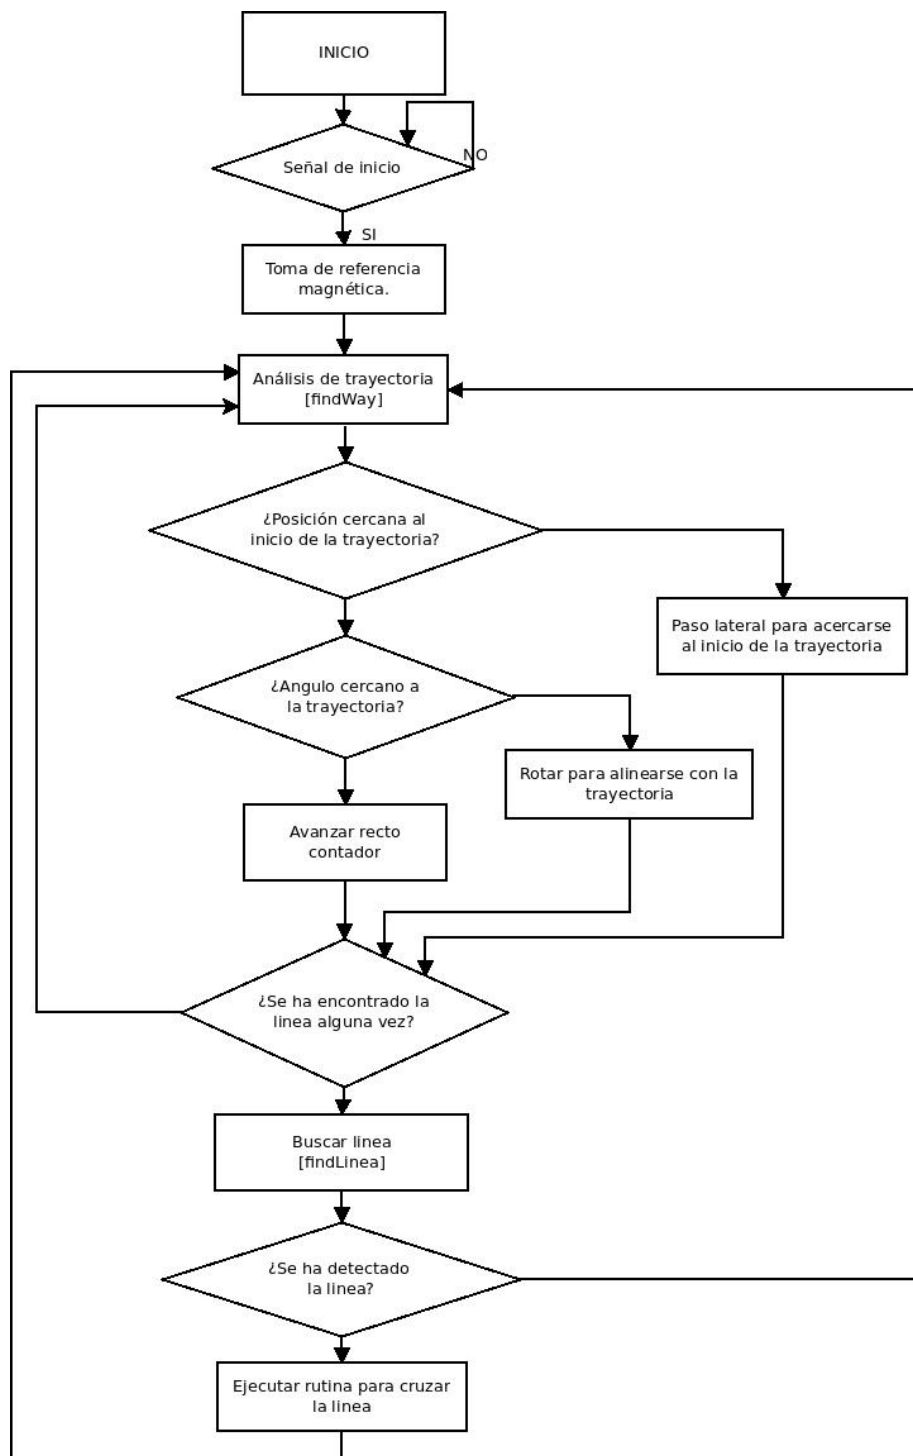 INICIO
NO
Señal de inicio
SI
Toma de referencia
magnética.
Análisis de trayectoria
[findWay]
¿Posición cercana al
inicio de la trayectoria?
Paso lateral para acercarse
al inicio de la trayectoria
¿Angulo cercano a
la trayectoria?
Rotar para alinearse con la
trayectoria
Avanzar recto
contador
¿Se ha encontrado la
linea alguna vez?
Buscar linea
[findLinea]
¿Se ha detectado
la linea?
Ejecutar rutina para cruzar
la linea